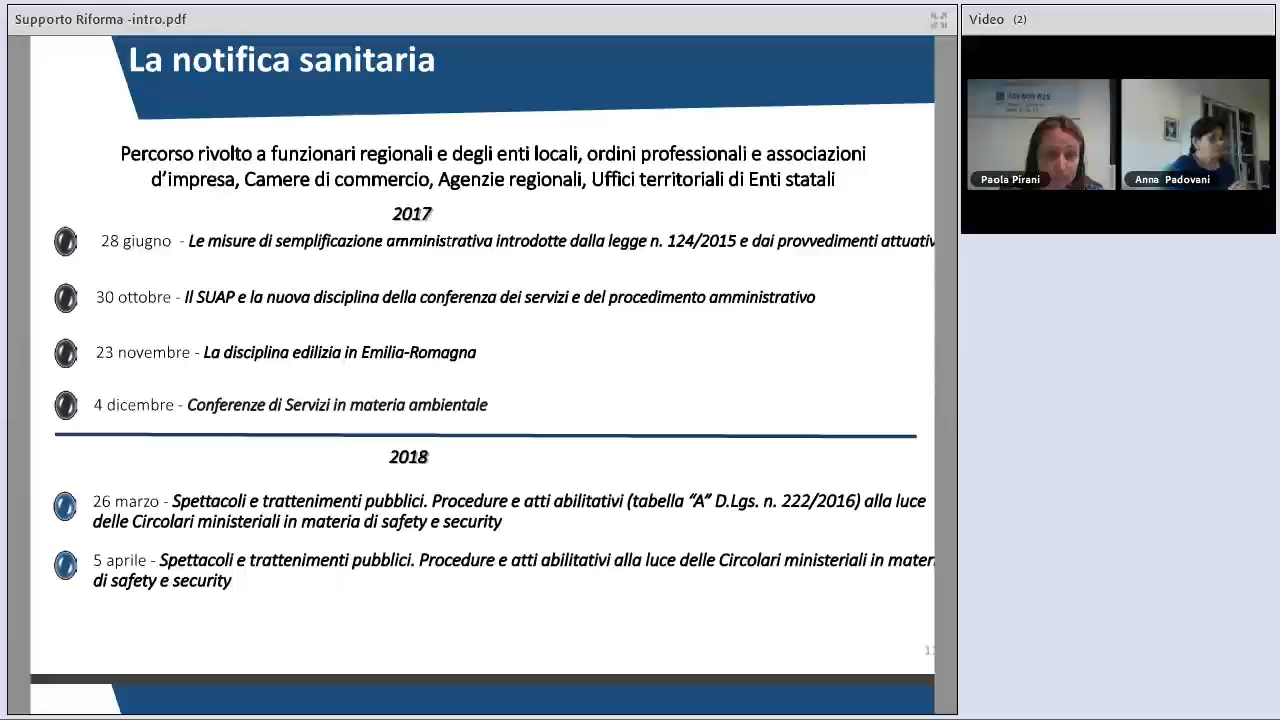 Supporto Riforma -intro.pdf
Video (2)
La notifica sanitaria
Percorso rivolto a funzionari regionali e degli enti locali, ordini professionali e associazioni
d'impresa, Camere di commercio, Agenzie regionali, Uffici territoriali di Enti statali
2017
28 giugno - Le misure di semplificazione amministrativa introdotte dalla legge n. 124/2015 e dai provvedimenti attuativ
30 ottobre - Il SUAP e la nuova disciplina della conferenza dei servizi e del procedimento amministrativo
23 novembre - La disciplina edilizia in Emilia-Romagna
4 dicembre - Conferenze di Servizi in materia ambientale
2018
26 marzo - Spettacoli e trattenimenti pubblici. Procedure e atti abilitativi (tabella “A” D.Lgs. n. 222/2016) alla luce
delle Circolari ministeriali in materia di safety e security
5 aprile - Spettacoli e trattenimenti pubblici. Procedure e atti abilitativi alla luce delle Circolari ministeriali in mater
di safety e security
Paola Pirani
Anna Padovani